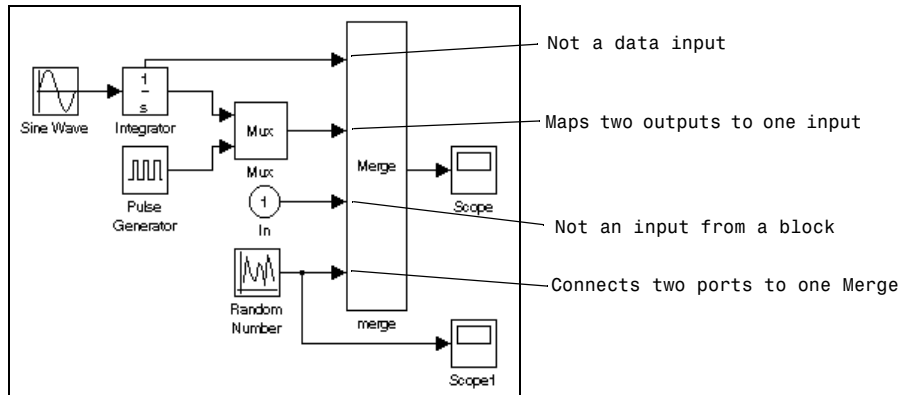 Not a data input
1
s
Sine Wave
Integrator
Maps two outputs to one input
Mux
Mux
Merge
Pulse
Generator
Scope
1
In
Not an input from a block
Connects two ports to one Merge
Random
Number
merge
Scope1